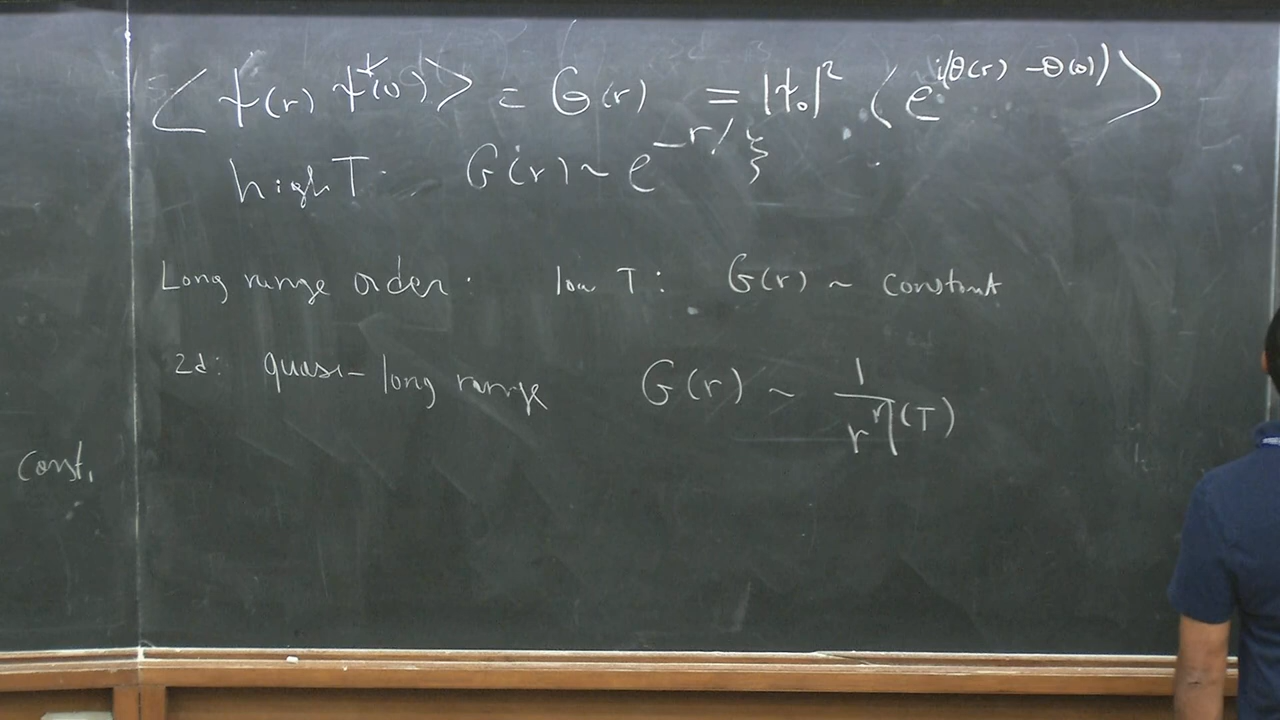 ⟨ψ(r) ψ*(0)⟩ = G(r) = |ψ₀|² ⟨e^{i(θ(r) - θ(0))}⟩
high T: G(r) ~ e^{-r/ξ}
Long range order: low T: G(r) ~ constant
2d: quasi-long range G(r) ~ 1/r^{η(T)}
const.